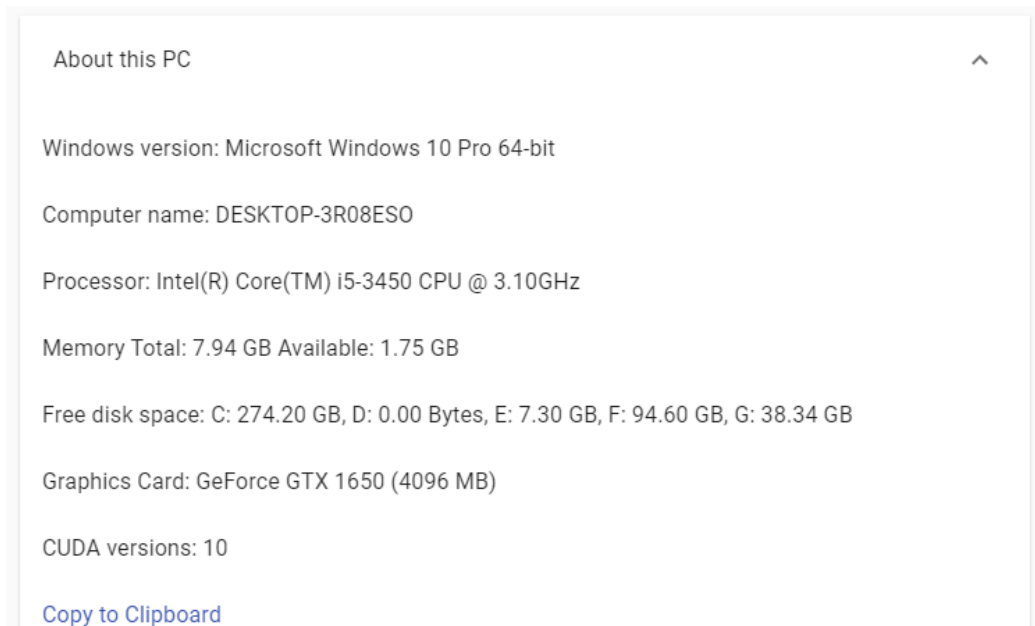 About this PC
Windows version: Microsoft Windows 10 Pro 64-bit
Computer name: DESKTOP-3R08ESO
Processor: Intel(R) Core(TM) i5-3450 CPU @ 3.10GHz
Memory Total: 7.94 GB Available: 1.75 GB
Free disk space: C: 274.20 GB, D: 0.00 Bytes, E: 7.30 GB, F: 94.60 GB, G: 38.34 GB
Graphics Card: GeForce GTX 1650 (4096 MB)
CUDA versions: 10
Copy to Clipboard